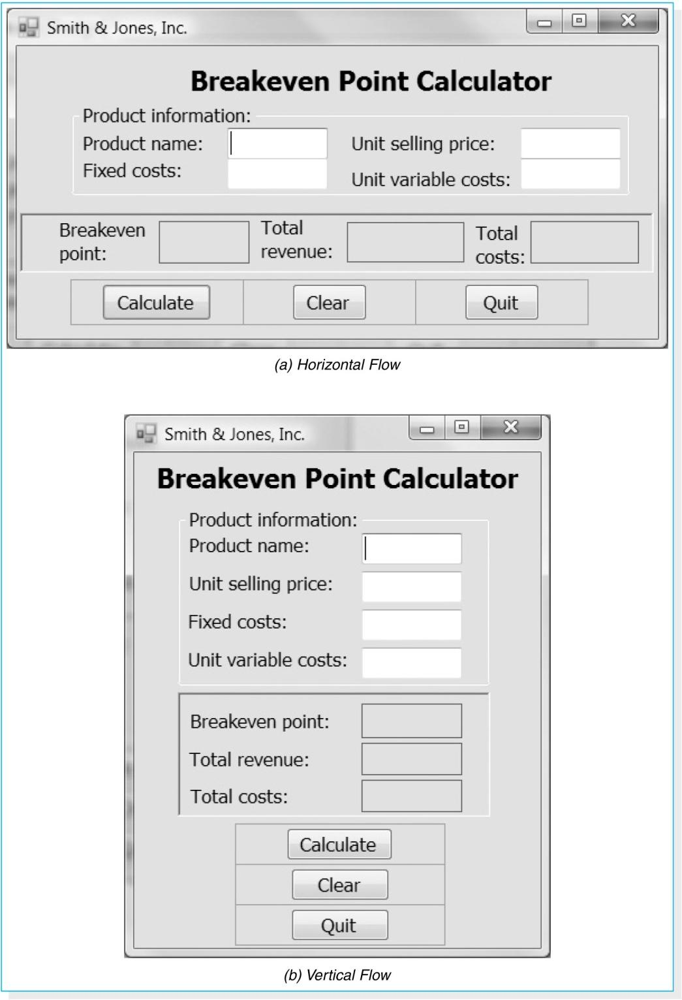 Smith & Jones, Inc.
Breakeven Point Calculator
Product information:
Product name:
Unit selling price:
Fixed costs:
Unit variable costs:
Breakeven point:
Total revenue:
Total costs:
Calculate Clear Quit
(a) Horizontal Flow
Smith & Jones, Inc.
Breakeven Point Calculator
Product information:
Product name:
Unit selling price:
Fixed costs:
Unit variable costs:
Breakeven point:
Total revenue:
Total costs:
Calculate
Clear
Quit
(b) Vertical Flow